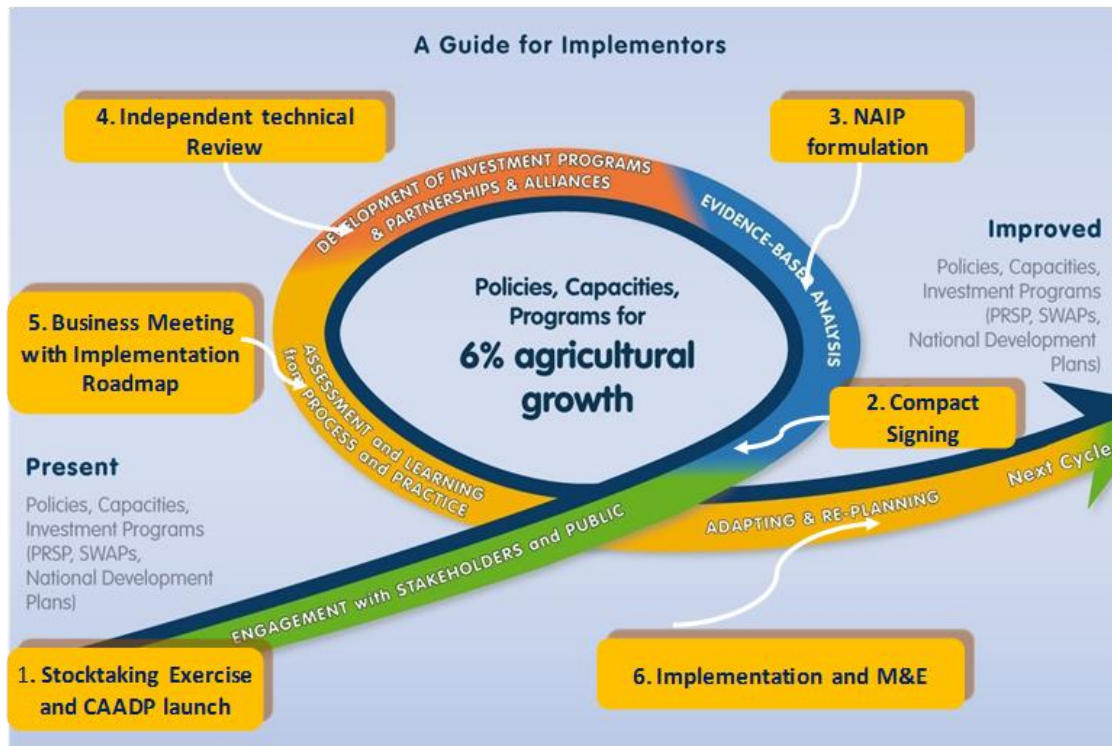 A Guide for Implementors
4. Independent technical
Review
3. NAIP
formulation
DEVELOPMENT OF INVESTMENT PROGRAMS
& PARTNERSHIPS & ALLIANCES
EVIDENCE-BASED ANALYSIS
Improved
Policies, Capacities,
Investment Programs
(PRSP, SWAPs,
National Development
Plans)
Policies, Capacities,
Programs for
6% agricultural
growth
5. Business Meeting
with Implementation
Roadmap
ASSESSMENT and LEARNING
from PROCESS and PRACTICE
2. Compact
Signing
Present
Policies, Capacities,
Investment Programs
(PRSP, SWAPs,
National Development
Plans)
ENGAGEMENT with STAKEHOLDERS and PUBLIC
ADAPTING & RE-PLANNING
Next Cycle
1. Stocktaking Exercise
and CAADP launch
6. Implementation and M&E